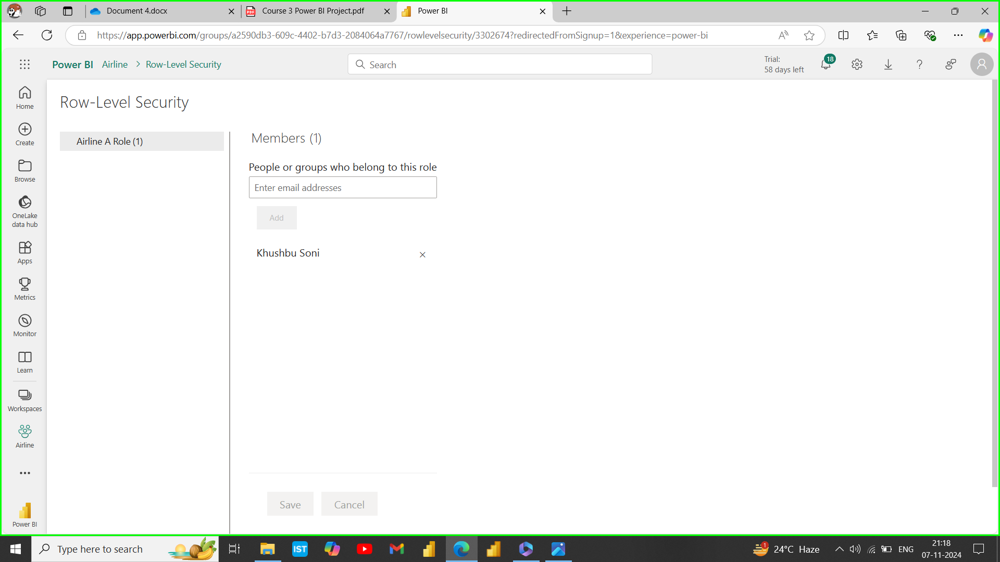 Document 4.docx
Course 3 Power BI Project.pdf
Power BI
https://app.powerbi.com/groups/a2590db3-609c-4402-b7d3-2084064a7767/rowlevelsecurity/3302674?redirectedFromSignup=1&experience=power-bi
Power BI Airline > Row-Level Security
Search
Trial:
58 days left
18
Home
Create
Browse
OneLake
data hub
Apps
Metrics
Monitor
Learn
Workspaces
Airline
Power BI
Row-Level Security
Airline A Role (1)
Members (1)
People or groups who belong to this role
Enter email addresses
Add
Khushbu Soni
Save
Cancel
Type here to search
IST
1
24°C Haze
ENG
21:18
07-11-2024